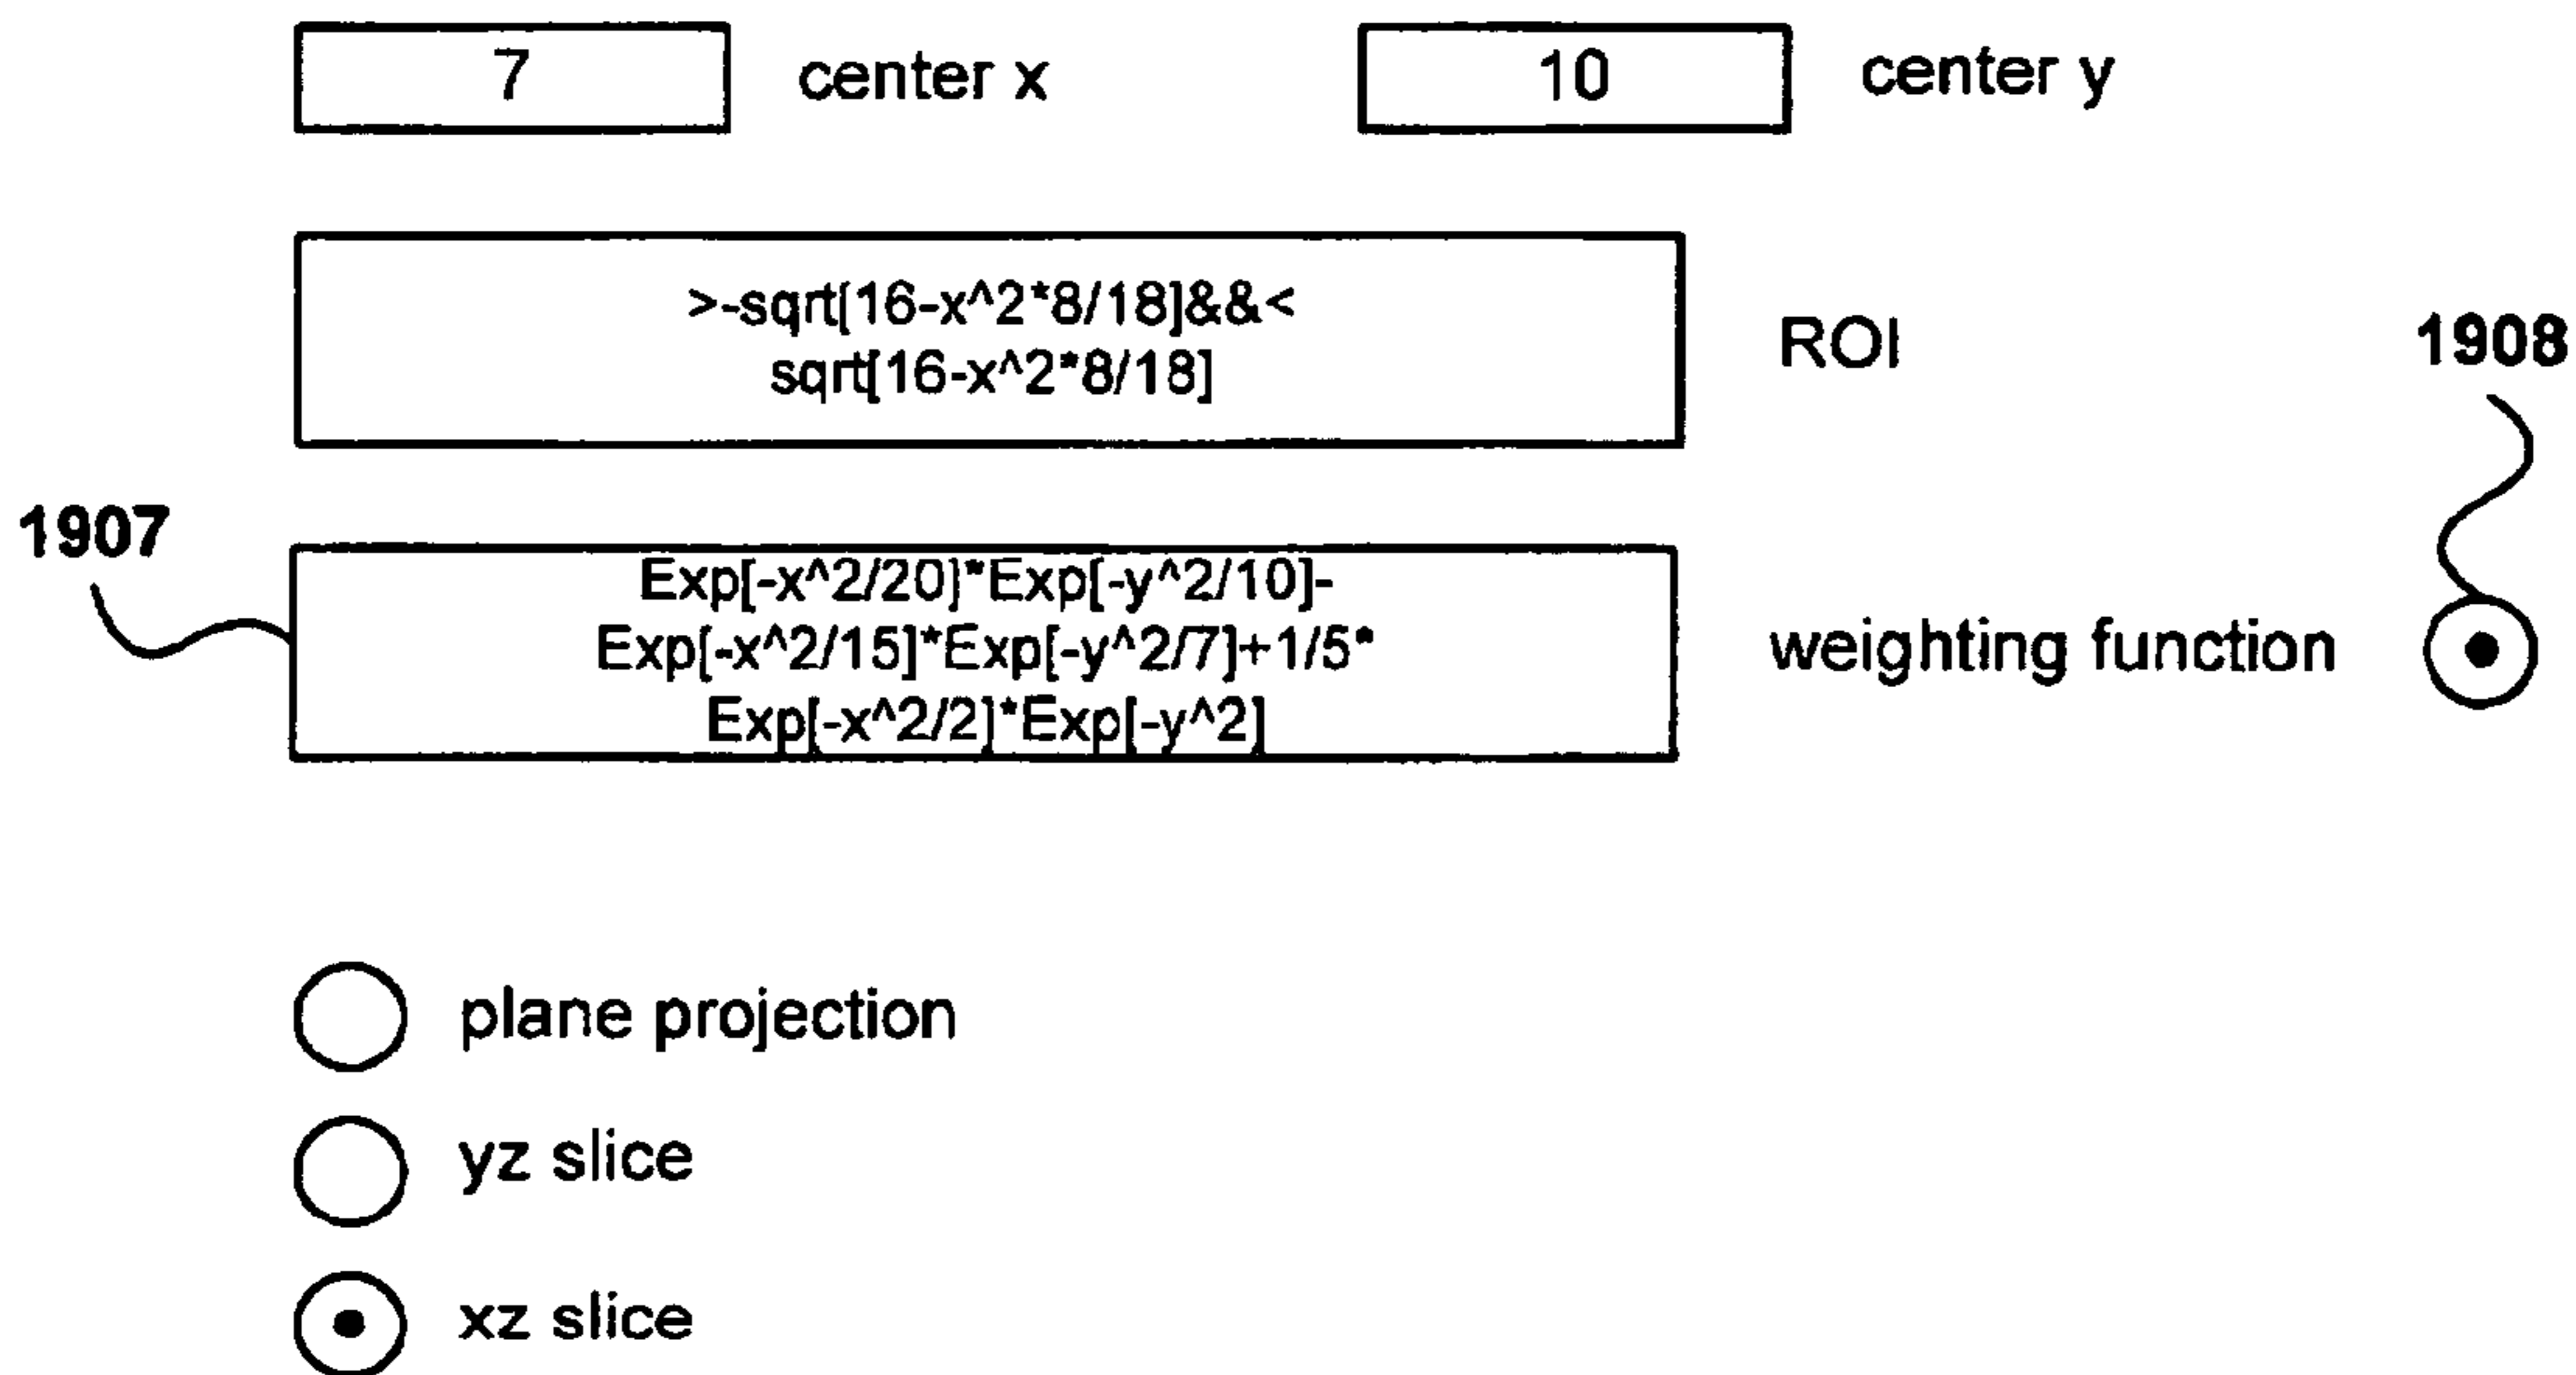 7 center x 10 center y
>-sqrt[16-x^2*8/18]&&<
sqrt[16-x^2*8/18]
ROI
1908
1907
Exp[-x^2/20]*Exp[-y^2/10]-
Exp[-x^2/15]*Exp[-y^2/7]+1/5*
Exp[-x^2/2]*Exp[-y^2]
weighting function
plane projection
yz slice
xz slice